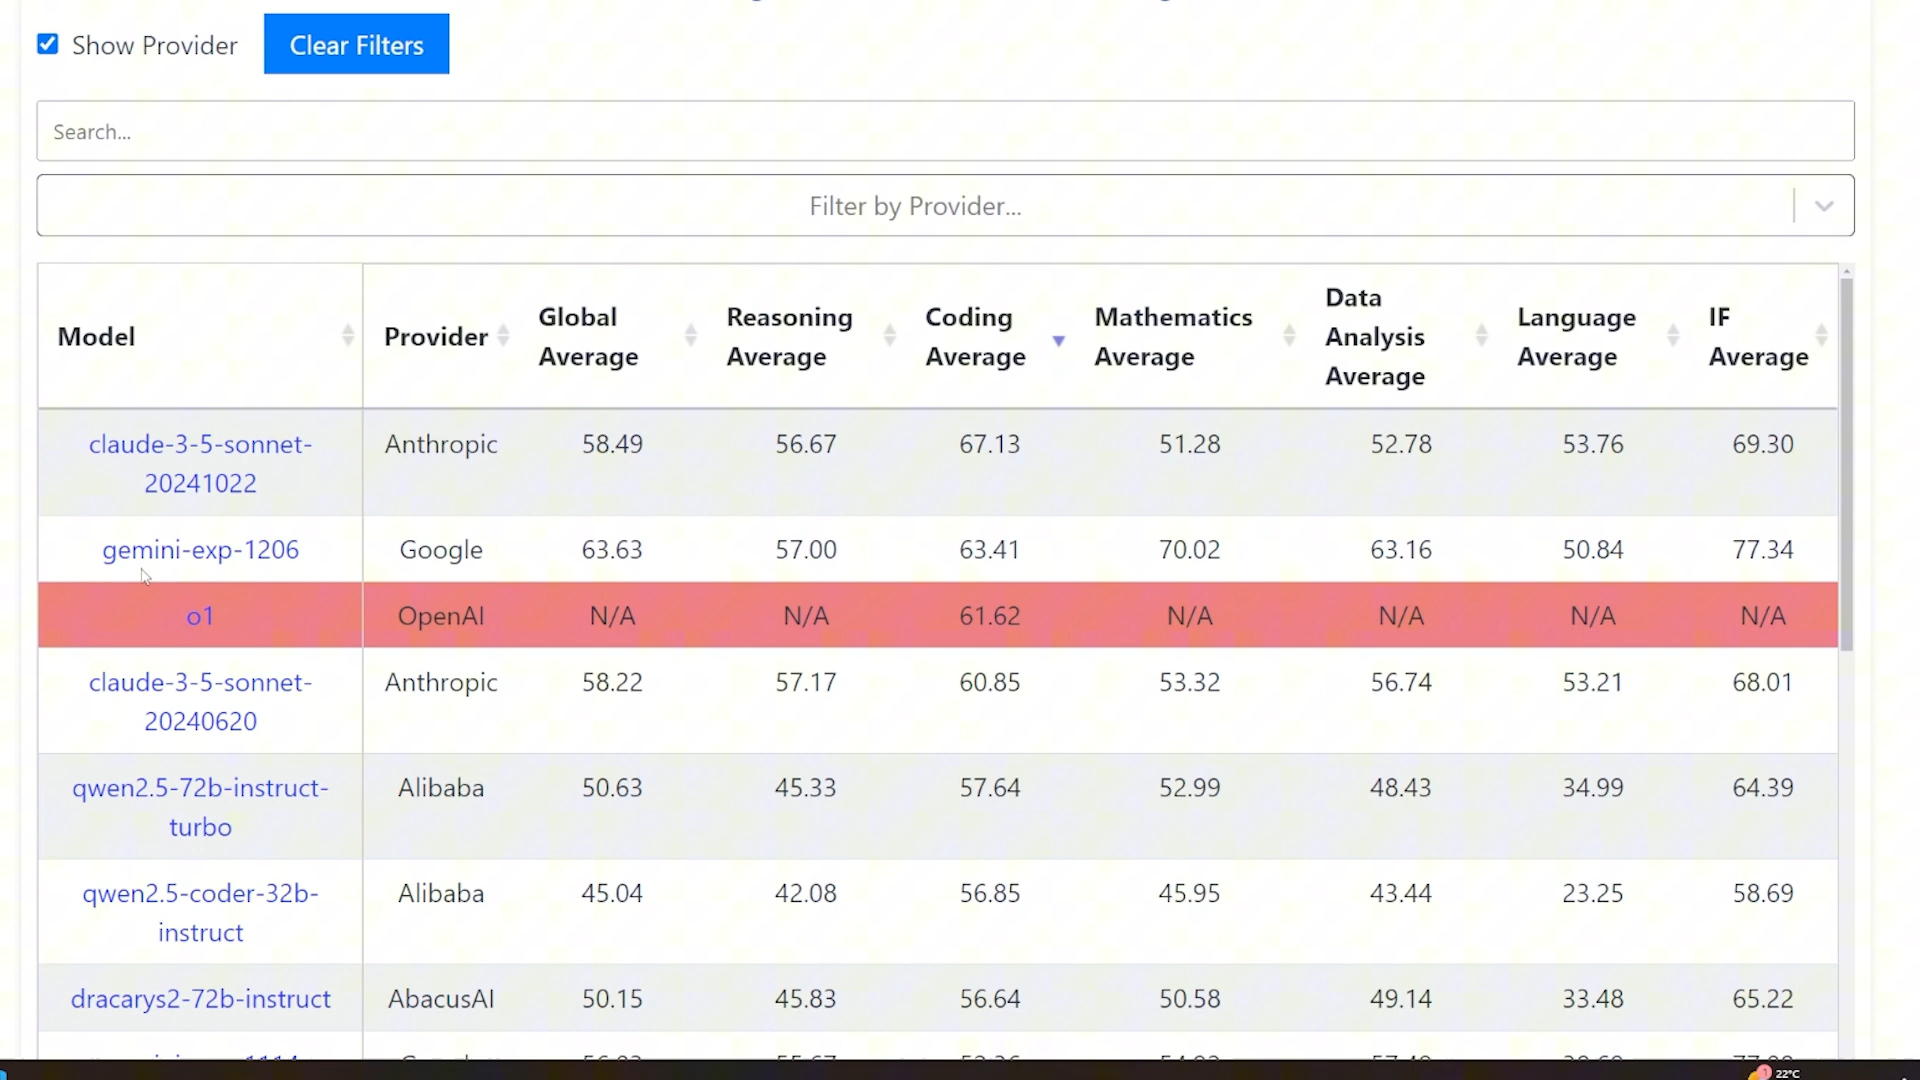 Show Provider Clear Filters
Search...
Filter by Provider...
Model Provider Global Average Reasoning Average Coding Average Mathematics Average Data Analysis Average Language Average IF Average
claude-3-5-sonnet-20241022 Anthropic 58.49 56.67 67.13 51.28 52.78 53.76 69.30
gemini-exp-1206 Google 63.63 57.00 63.41 70.02 63.16 50.84 77.34
o1 OpenAI N/A N/A 61.62 N/A N/A N/A N/A
claude-3-5-sonnet-20240620 Anthropic 58.22 57.17 60.85 53.32 56.74 53.21 68.01
qwen2.5-72b-instruct-turbo Alibaba 50.63 45.33 57.64 52.99 48.43 34.99 64.39
qwen2.5-coder-32b-instruct Alibaba 45.04 42.08 56.85 45.95 43.44 23.25 58.69
dracarys2-72b-instruct AbacusAI 50.15 45.83 56.64 50.58 49.14 33.48 65.22
1 22°C